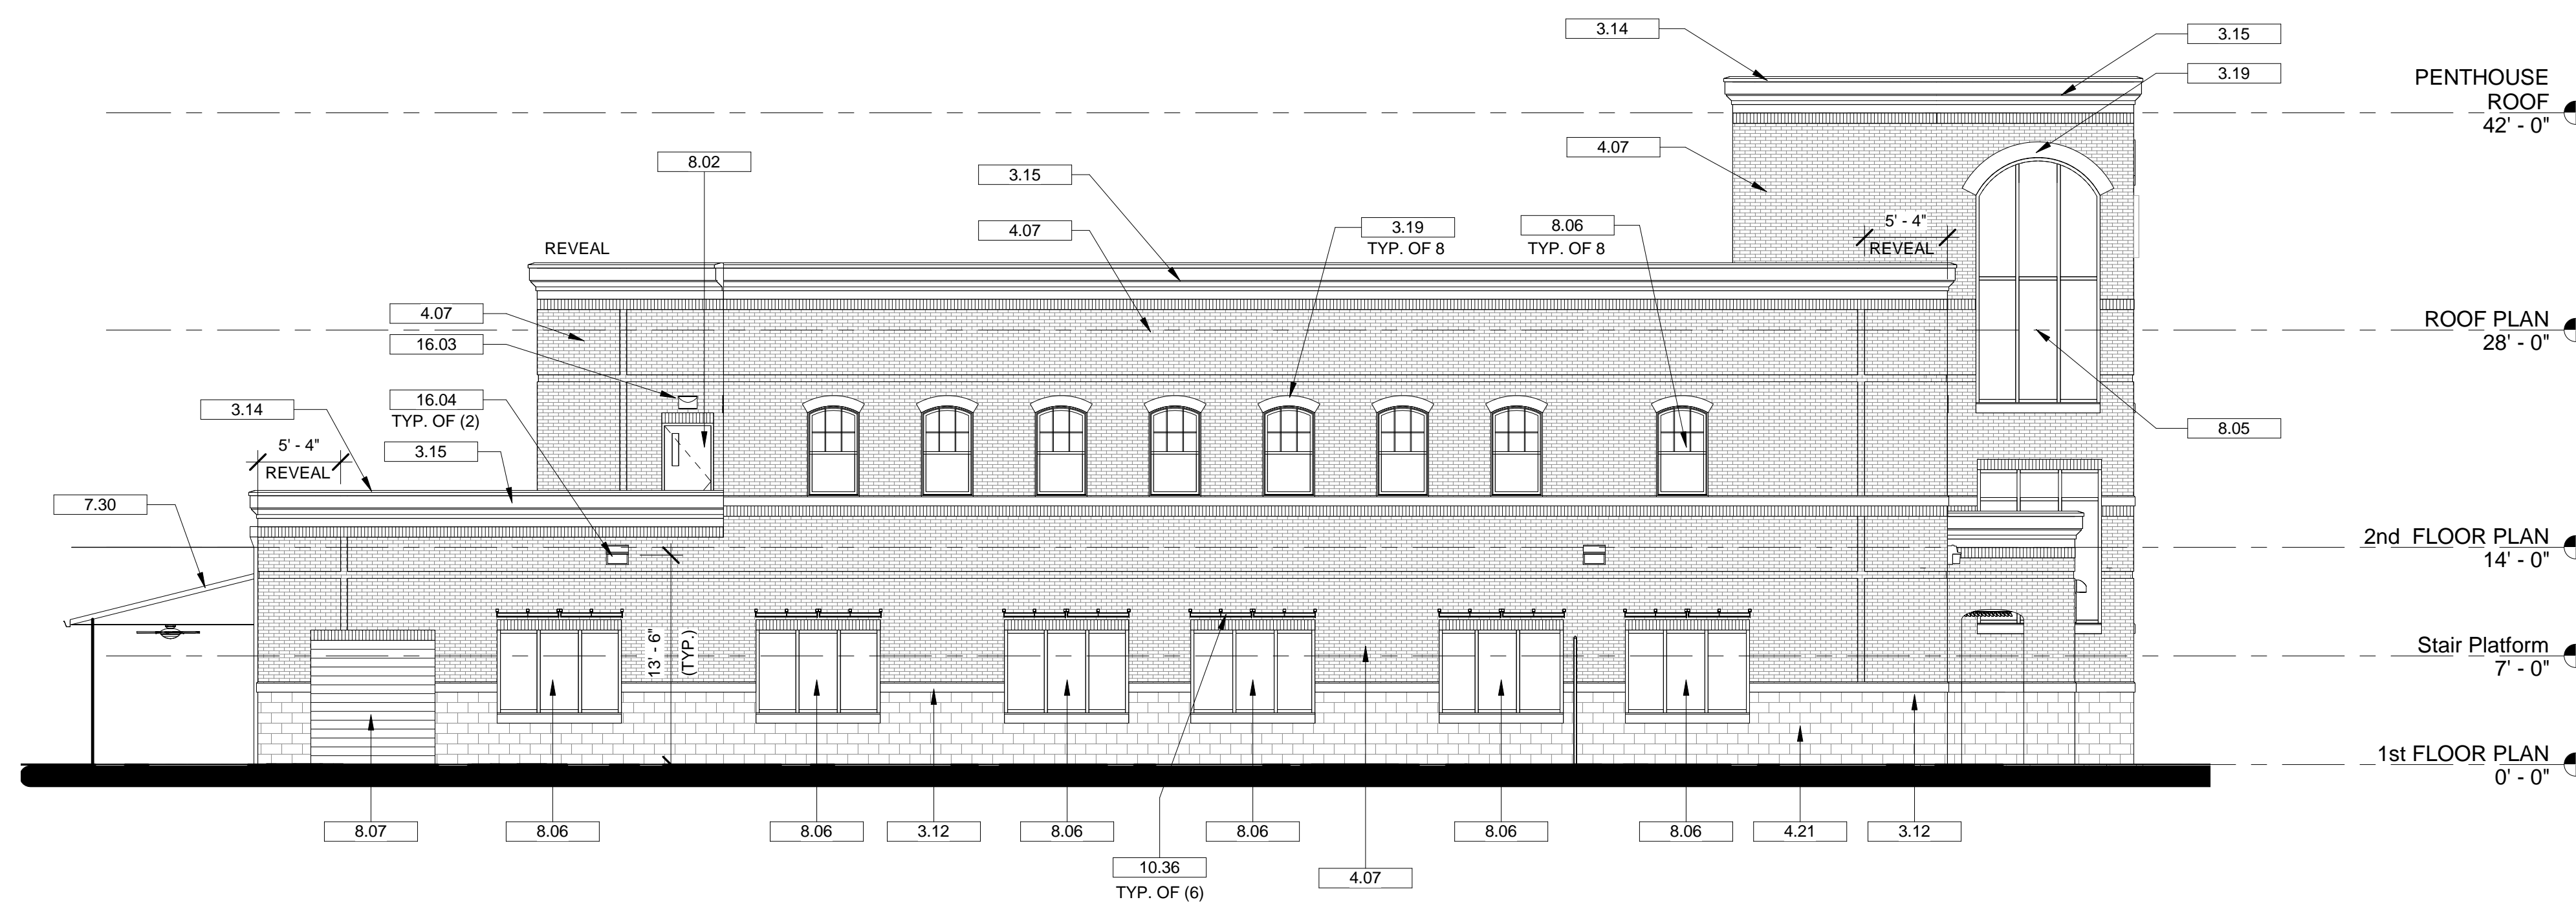 3.14
3.15
3.19
PENTHOUSE
ROOF
42' - 0"
8.02
4.07
3.15
5' - 4"
REVEAL
4.07
3.19
TYP. OF 8
8.06
TYP. OF 8
REVEAL
4.07
16.03
ROOF PLAN
28' - 0"
16.04
TYP. OF (2)
3.14
5' - 4"
REVEAL
3.15
8.05
7.30
2nd FLOOR PLAN
14' - 0"
13' - 6"
(TYP.)
Stair Platform
7' - 0"
1st FLOOR PLAN
0' - 0"
8.07
8.06
8.06
3.12
8.06
8.06
8.06
8.06
4.21
3.12
10.36
TYP. OF (6)
4.07